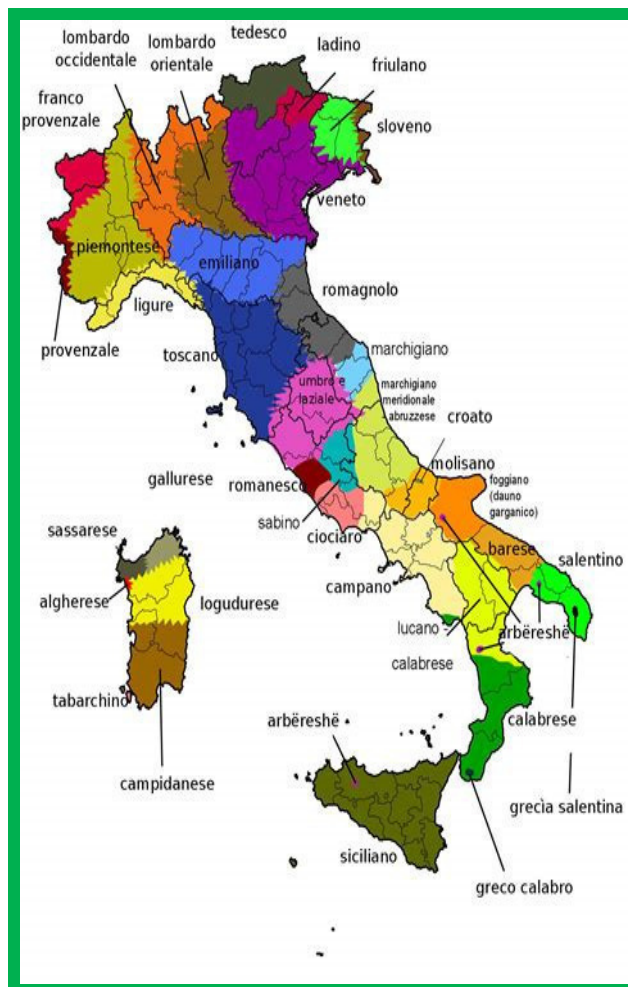 lombardo
occidentale
lombardo
orientale
tedesco
ladino
friulano
franco
provenzale
sloveno
veneto
piemontese
emiliano
ligure
romagnolo
provenzale
toscano
marchigiano
umbro e
laziale
marchigiano
meridionale
abruzzese
croato
gallurese
romanesco
molisano
foggiano
(dauno
garganico)
sabino
ciociaro
sassarese
barese
salentino
campano
algherese
logudurese
lucano
arbëreshë
calabrese
tabarchino
arbëreshë
calabrese
campidanese
grecìa salentina
siciliano
greco calabro